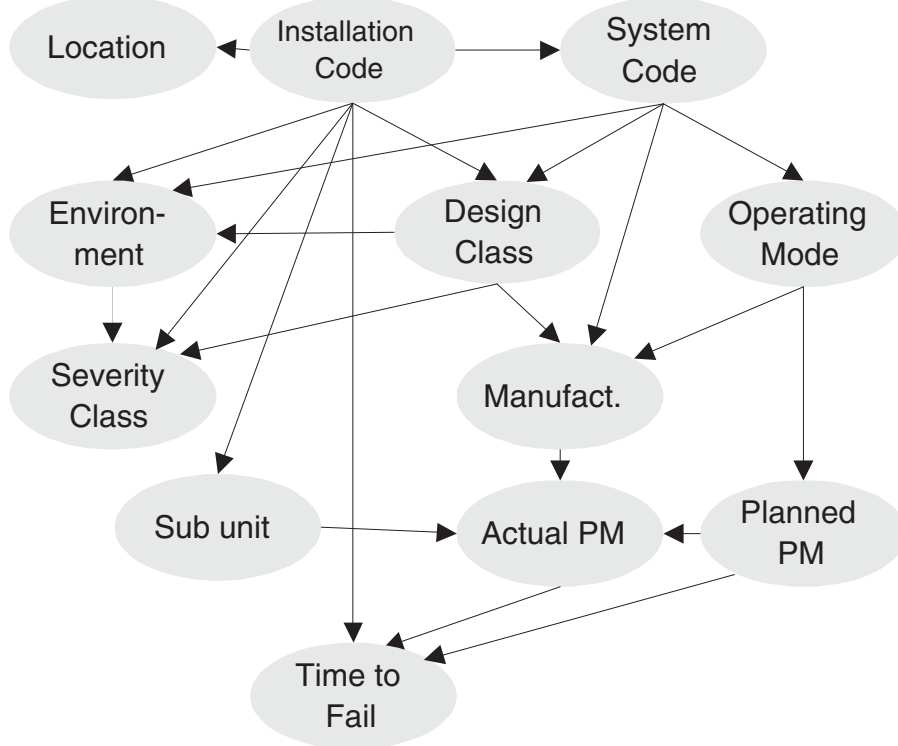 Location
Installation
Code
System
Code
Environ-
ment
Design
Class
Operating
Mode
Severity
Class
Manufact.
Sub unit
Actual PM
Planned
PM
Time to
Fail